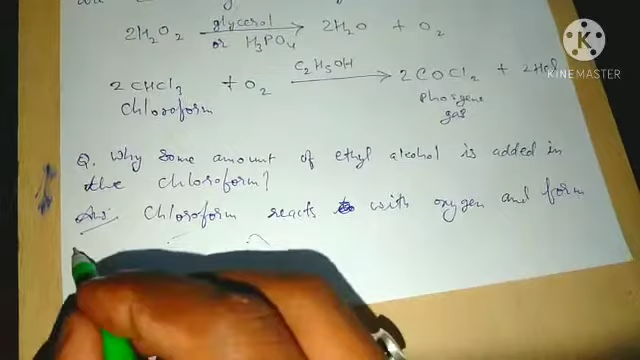 2H₂O₂ glycerol or H₃PO₄ → 2H₂O + O₂
2CHCl₃ + O₂ C₂H₅OH → 2COCl₂ + 2HCl
Chloroform
Phosgene
gas
KINEMASTER
Q. Why some amount of ethyl alcohol is added in
the chloroform?
Ans: Chloroform reacts with oxygen and form